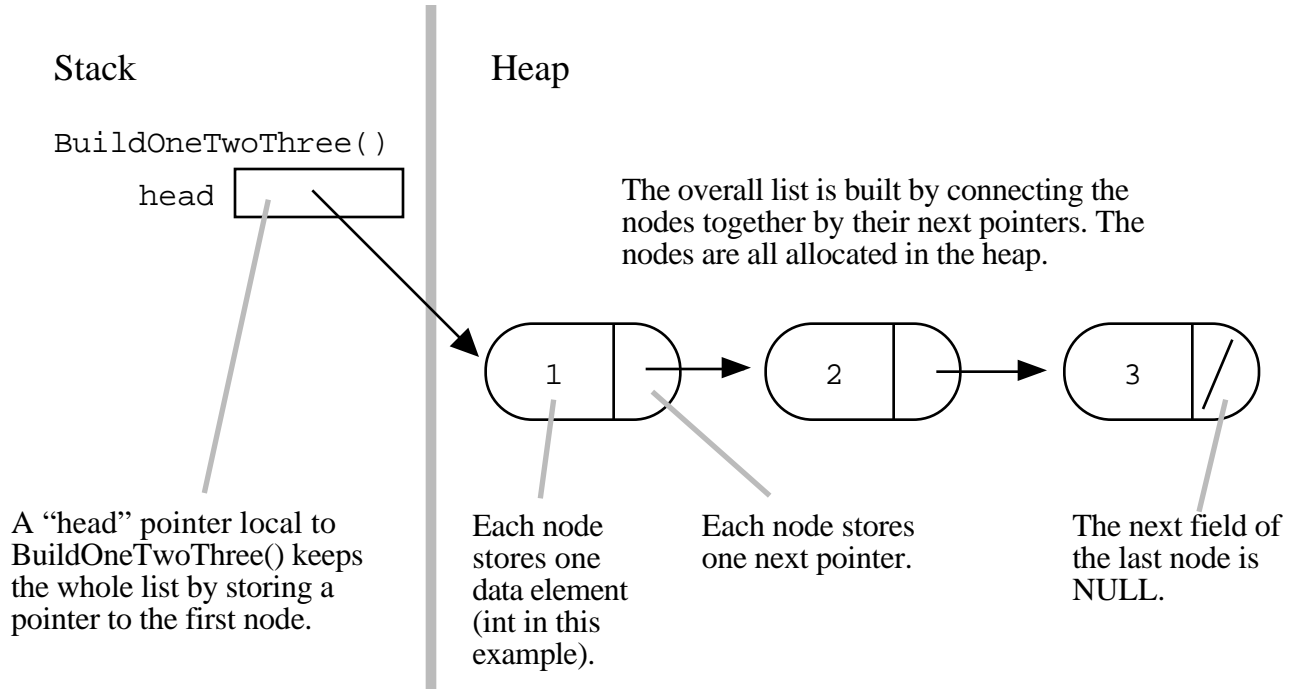 Stack
Heap
BuildOneTwoThree()
head
The overall list is built by connecting the
nodes together by their next pointers. The
nodes are all allocated in the heap.
1
2
3
A “head” pointer local to
BuildOneTwoThree() keeps
the whole list by storing a
pointer to the first node.
Each node
stores one
data element
(int in this
example).
Each node stores
one next pointer.
The next field of
the last node is
NULL.